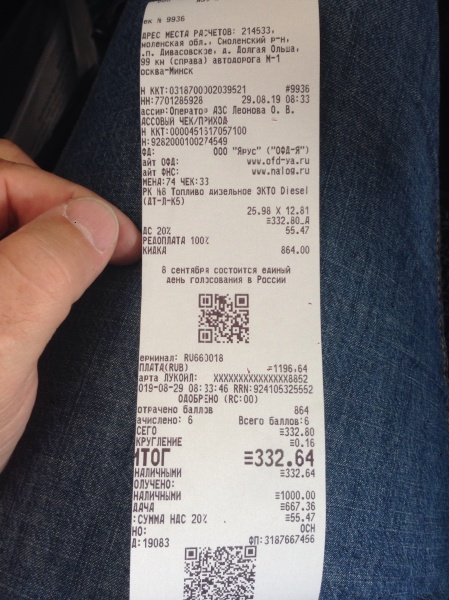 ек № 9936
ДРЕС МЕСТА РАСЧЕТОВ: 214533,
моленская обл., Смоленский р-н,
.п. Дивасовское, д. Долгая Ольша,
99 км (справа) автодорога М-1
осква-Минск
Н ККТ:0318700002039521 #9936
НН:7701285928 29.08.19 08:33
ассир:Оператор АЗС Леонова О. В.
АССОВЫЙ ЧЕК/ПРИХОД
Н ККТ:0000451617057100
Н:9282000100274549
ОФД: ООО "Ярус" ("ОФД-Я")
айт ОФД: www.ofd-ya.ru
айт ФНС: www.nalog.ru
МЕНА:74 ЧЕК:33
РК №8 Топливо дизельное ЭКТО Diesel
(ДТ-Л-К5)
25.98 X 12.81
≡332.80_А
ДС 20% 55.47
РЕДОПЛАТА 100%
КИДКА 864.00
8 сентября состоится единый
день голосования в России
ерминал: RU660018
ПЛАТА(RUB) =1196.64
арта ЛУКОЙЛ: XXXXXXXXXXXXXXX8852
019-08-29 08:33:46 RRN:924105325552
ОДОБРЕНО (RC:00)
отрачено баллов 864
ачислено: 6 Всего баллов:6
СЕГО ≡332.80
КРУГЛЕНИЕ ≡0.16
ИТОГ ≡332.64
НАЛИЧНЫМИ ≡332.64
ОЛУЧЕНО:
НАЛИЧНЫМИ ≡1000.00
ДАЧА ≡667.36
:СУММА НДС 20% ≡55.47
НО: ОСН
Д: 19083 ФП:3187667456